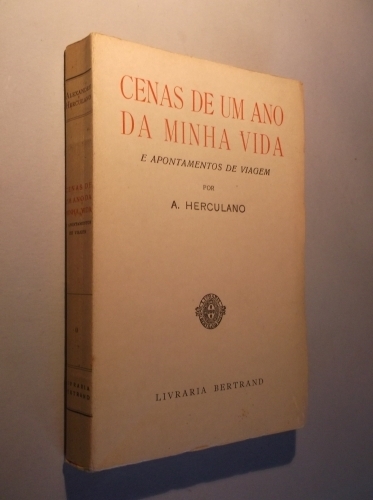 CENAS DE UM ANO
DA MINHA VIDA
E APONTAMENTOS DE VIAGEM
POR
A. HERCULANO
LIVRARIA BERTRAND